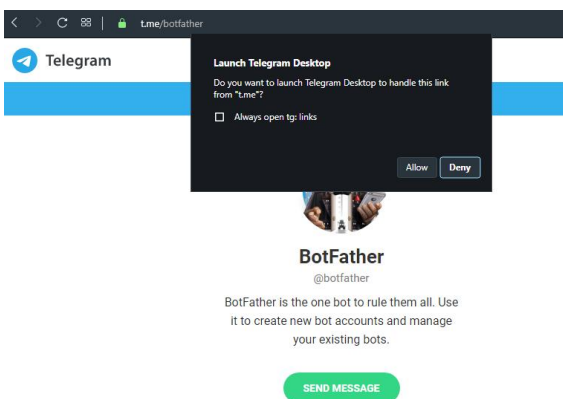 t.me/botfather
Telegram
Launch Telegram Desktop
Do you want to launch Telegram Desktop to handle this link
from "t.me"?
Always open tg: links
Allow Deny
BotFather
@botfather
BotFather is the one bot to rule them all. Use
it to create new bot accounts and manage
your existing bots.
SEND MESSAGE